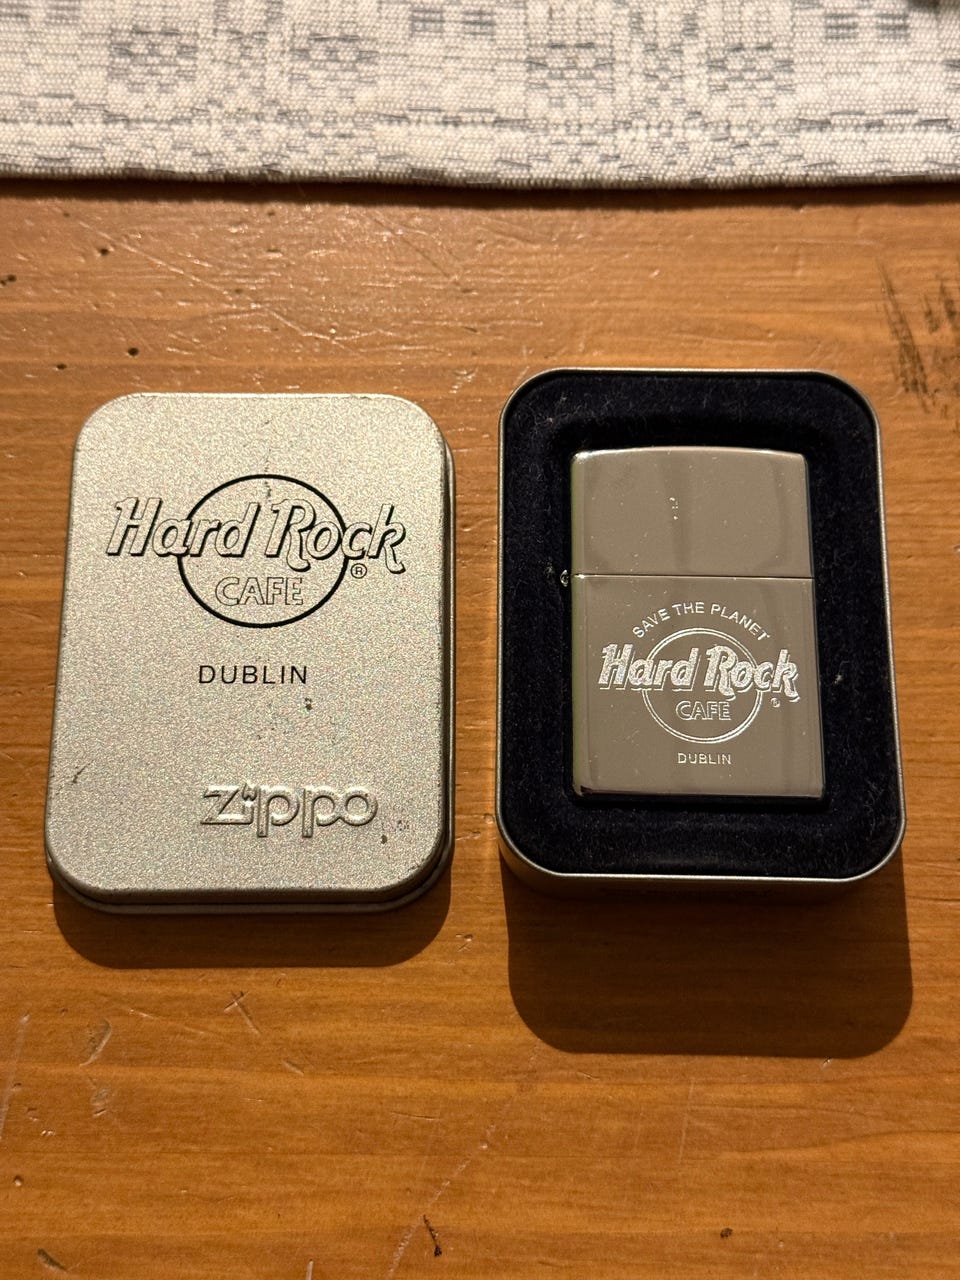 Hard Rock
®
CAFE
DUBLIN
Zippo
SAVE THE PLANET
Hard Rock
®
CAFE
DUBLIN